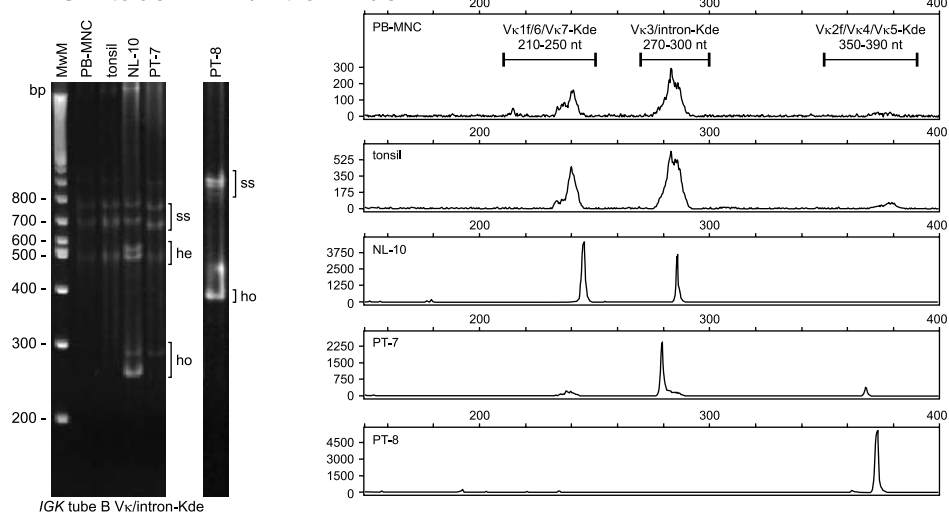 MwM
PB-MNC
tonsil
NL-10
PT-7
PT-8
bp
800 -
700 -
600 -
500 -
400 -
300 -
200 -
ss
he
ho
ss
ho
IGK tube B Vκ/intron-Kde
200 300 400
PB-MNC
Vκ1f/6/Vκ7-Kde
210-250 nt
Vκ3/intron-Kde
270-300 nt
Vκ2f/Vκ4/Vκ5-Kde
350-390 nt
300
200
100
0
200 300 400
tonsil
525
350
175
0
200 300 400
NL-10
3750
2500
1250
0
200 300 400
PT-7
2250
1500
750
0
200 300 400
PT-8
4500
3000
1500
0